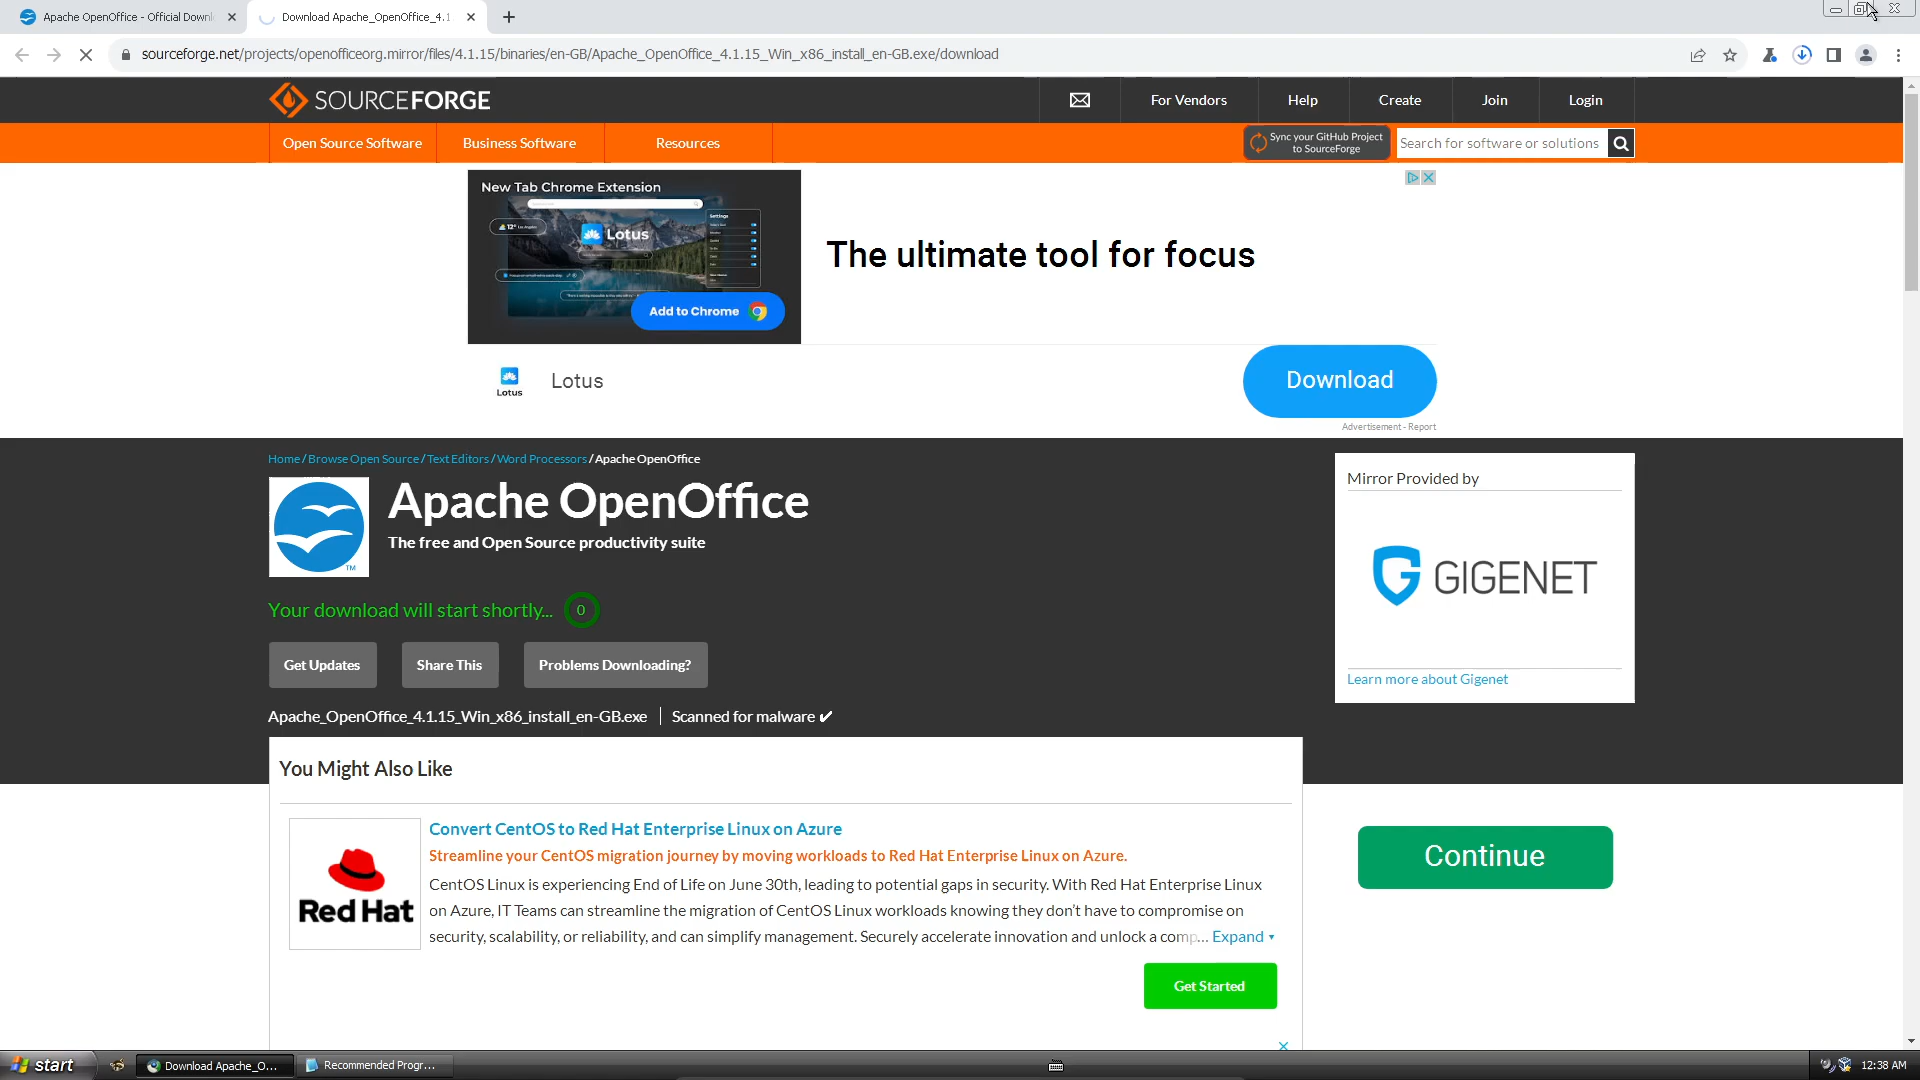 Apache OpenOffice - Official Downl
Download Apache_OpenOffice_4.1
sourceforge.net/projects/openofficeorg.mirror/files/4.1.15/binaries/en-GB/Apache_OpenOffice_4.1.15_Win_x86_install_en-GB.exe/download
SOURCEFORGE
For Vendors
Help
Create
Join
Login
Open Source Software
Business Software
Resources
Sync your GitHub Project
to SourceForge
Search for software or solutions
New Tab Chrome Extension
Settings
12°
Lotus
Add to Chrome
The ultimate tool for focus
Lotus
Lotus
Download
Advertisement - Report
Home / Browse Open Source / Text Editors / Word Processors / Apache OpenOffice
Apache OpenOffice
The free and Open Source productivity suite
TM
Mirror Provided by
GIGENET
Learn more about Gigenet
Your download will start shortly... 0
Get Updates
Share This
Problems Downloading?
Apache_OpenOffice_4.1.15_Win_x86_install_en-GB.exe
Scanned for malware ✔
You Might Also Like
Red Hat
Convert CentOS to Red Hat Enterprise Linux on Azure
Streamline your CentOS migration journey by moving workloads to Red Hat Enterprise Linux on Azure.
CentOS Linux is experiencing End of Life on June 30th, leading to potential gaps in security. With Red Hat Enterprise Linux
on Azure, IT Teams can streamline the migration of CentOS Linux workloads knowing they don't have to compromise on
security, scalability, or reliability, and can simplify management. Securely accelerate innovation and unlock a comp... Expand
Get Started
Continue
start
Download Apache_O...
Recommended Progr...
12:38 AM